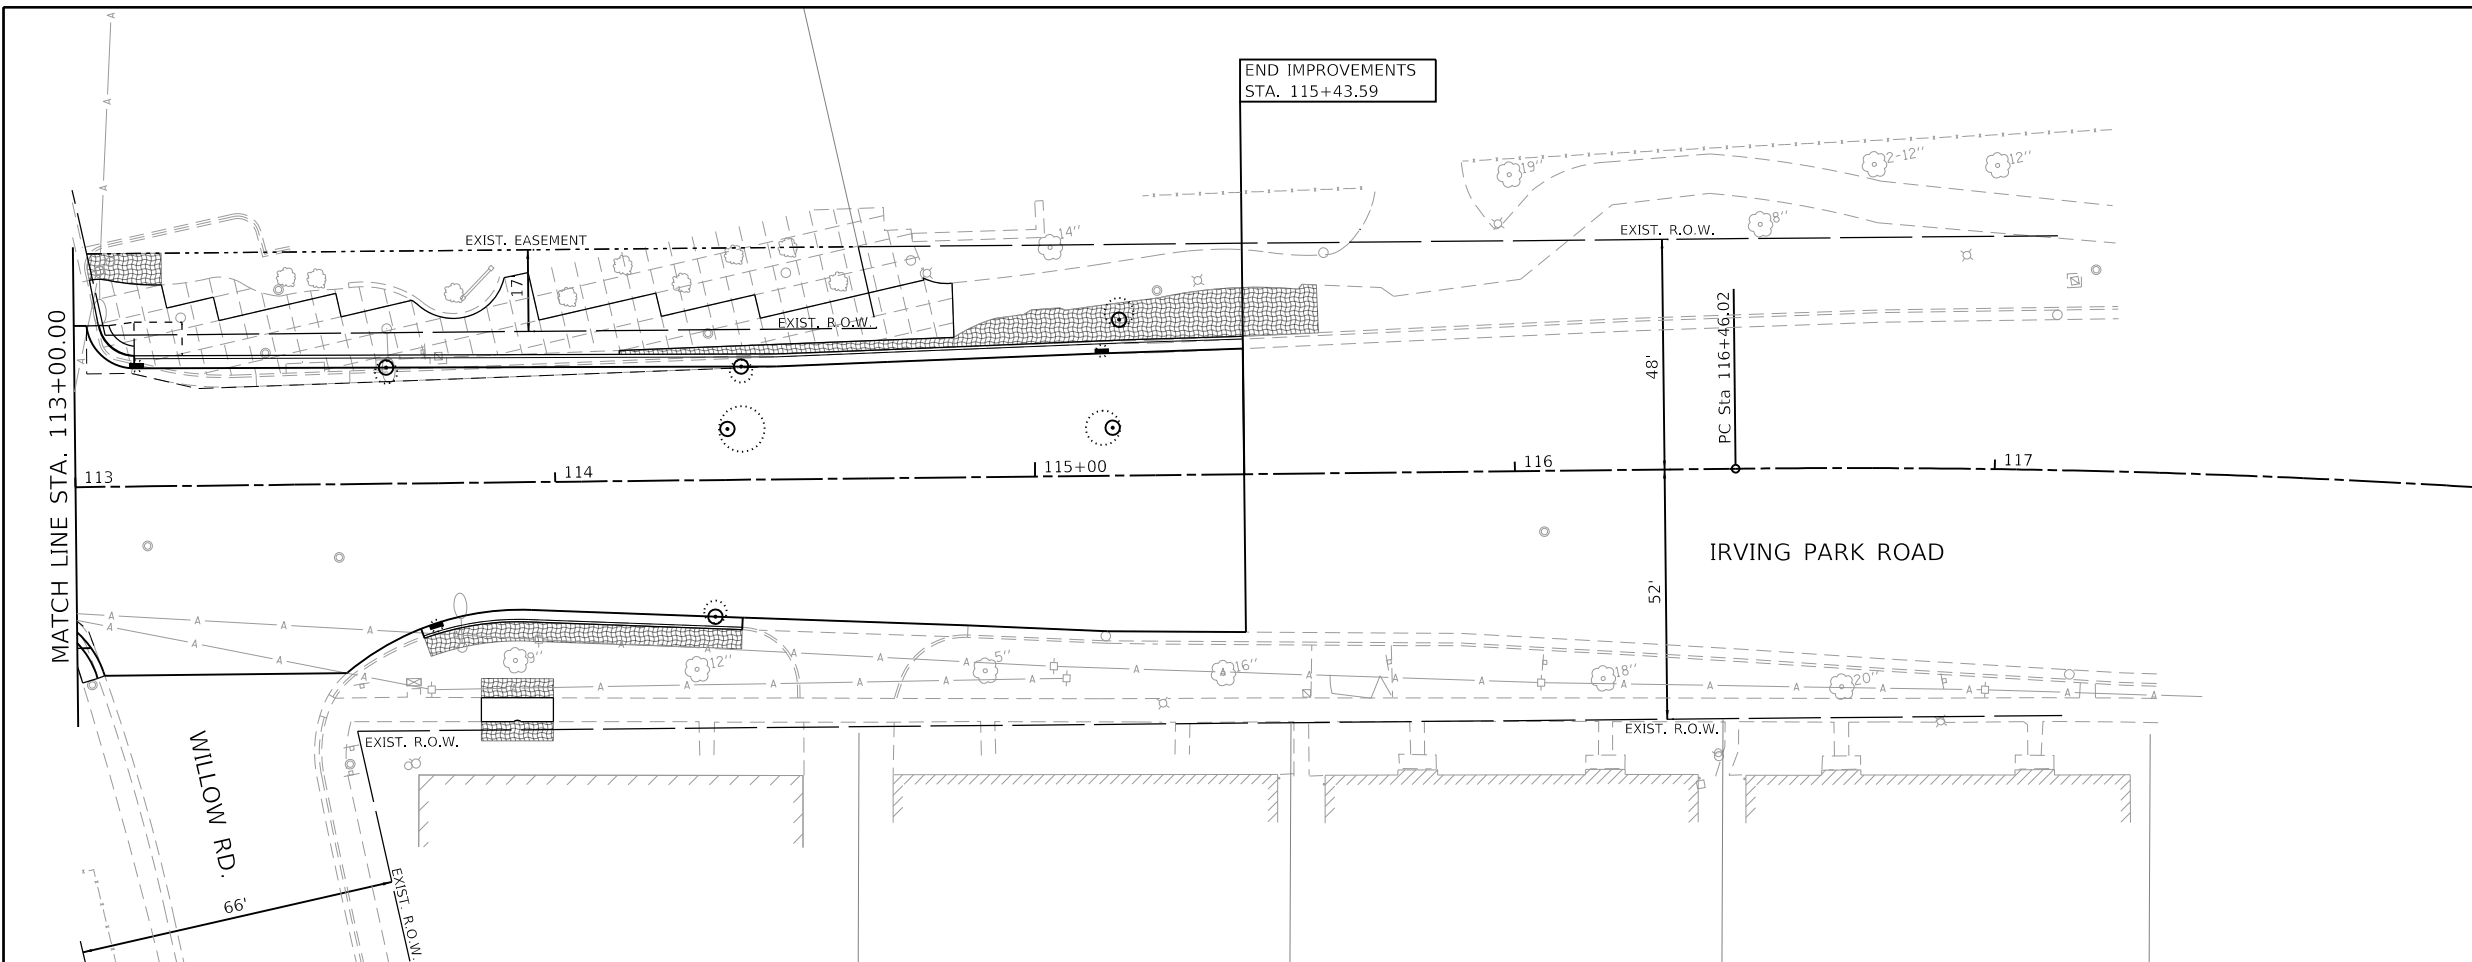 END IMPROVEMENTS
STA. 115+43.59
19''
2-12''
12''
8''
14''
EXIST. EASEMENT
EXIST. R.O.W.
17'
EXIST. R.O.W.
MATCH LINE STA. 113+00.00
48'
PC Sta 116+46.02
113
114
115+00
116
117
IRVING PARK ROAD
52'
A A A A A A A A A A A A A A A A A A A A A A A A A A A A A A
9''
12''
5''
16''
18''
20''
EXIST. R.O.W.
EXIST. R.O.W.
WILLOW RD.
66'
EXIST. R.O.W.